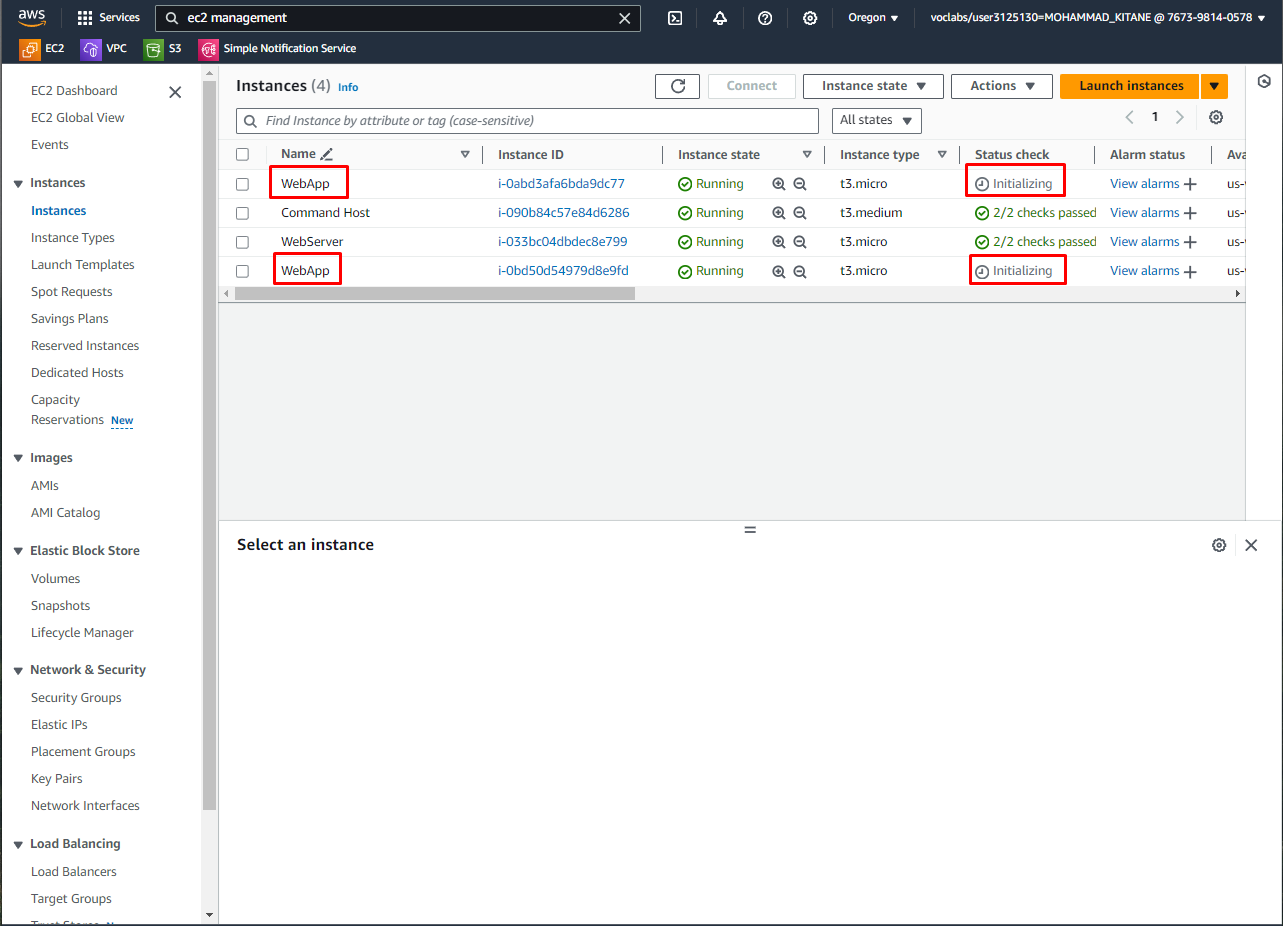 aws Services ec2 management Oregon voclabs/user3125130=MOHAMMAD_KITANE @ 7673-9814-0578
EC2 VPC S3 Simple Notification Service
EC2 Dashboard
EC2 Global View
Events
Instances
Instances
Instance Types
Launch Templates
Spot Requests
Savings Plans
Reserved Instances
Dedicated Hosts
Capacity
Reservations New
Images
AMIs
AMI Catalog
Elastic Block Store
Volumes
Snapshots
Lifecycle Manager
Network & Security
Security Groups
Elastic IPs
Placement Groups
Key Pairs
Network Interfaces
Load Balancing
Load Balancers
Target Groups
Instances (4) Info Connect Instance state Actions Launch instances
Find Instance by attribute or tag (case-sensitive) All states 1
Name Instance ID Instance state Instance type Status check Alarm status Ava
WebApp i-0abd3afa6bda9dc77 Running t3.micro Initializing View alarms us-
Command Host i-090b84c57e84d6286 Running t3.medium 2/2 checks passed View alarms us-
WebServer i-033bc04dbdec8e799 Running t3.micro 2/2 checks passed View alarms us-
WebApp i-0bd50d54979d8e9fd Running t3.micro Initializing View alarms us-
Select an instance